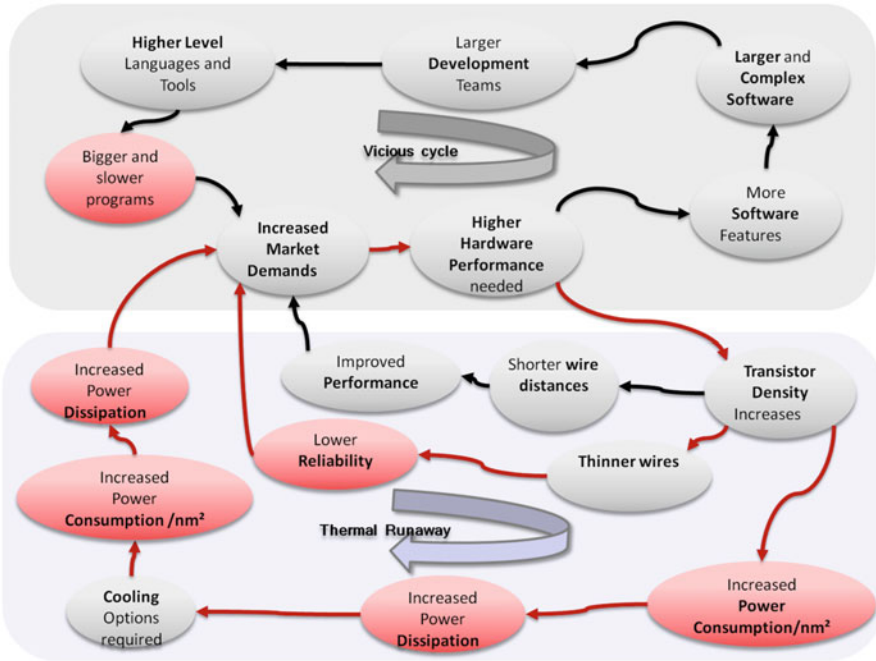 Higher Level
Languages and
Tools
Larger
Development
Teams
Larger and
Complex
Software
Bigger and
slower
programs
Vicious cycle
More
Software
Features
Increased
Market
Demands
Higher
Hardware
Performance
needed
Increased
Power
Dissipation
Improved
Performance
Shorter wire
distances
Transistor
Density
Increases
Lower
Reliability
Thinner wires
Increased
Power
Consumption /nm²
Thermal Runaway
Cooling
Options
required
Increased
Power
Dissipation
Increased
Power
Consumption/nm²